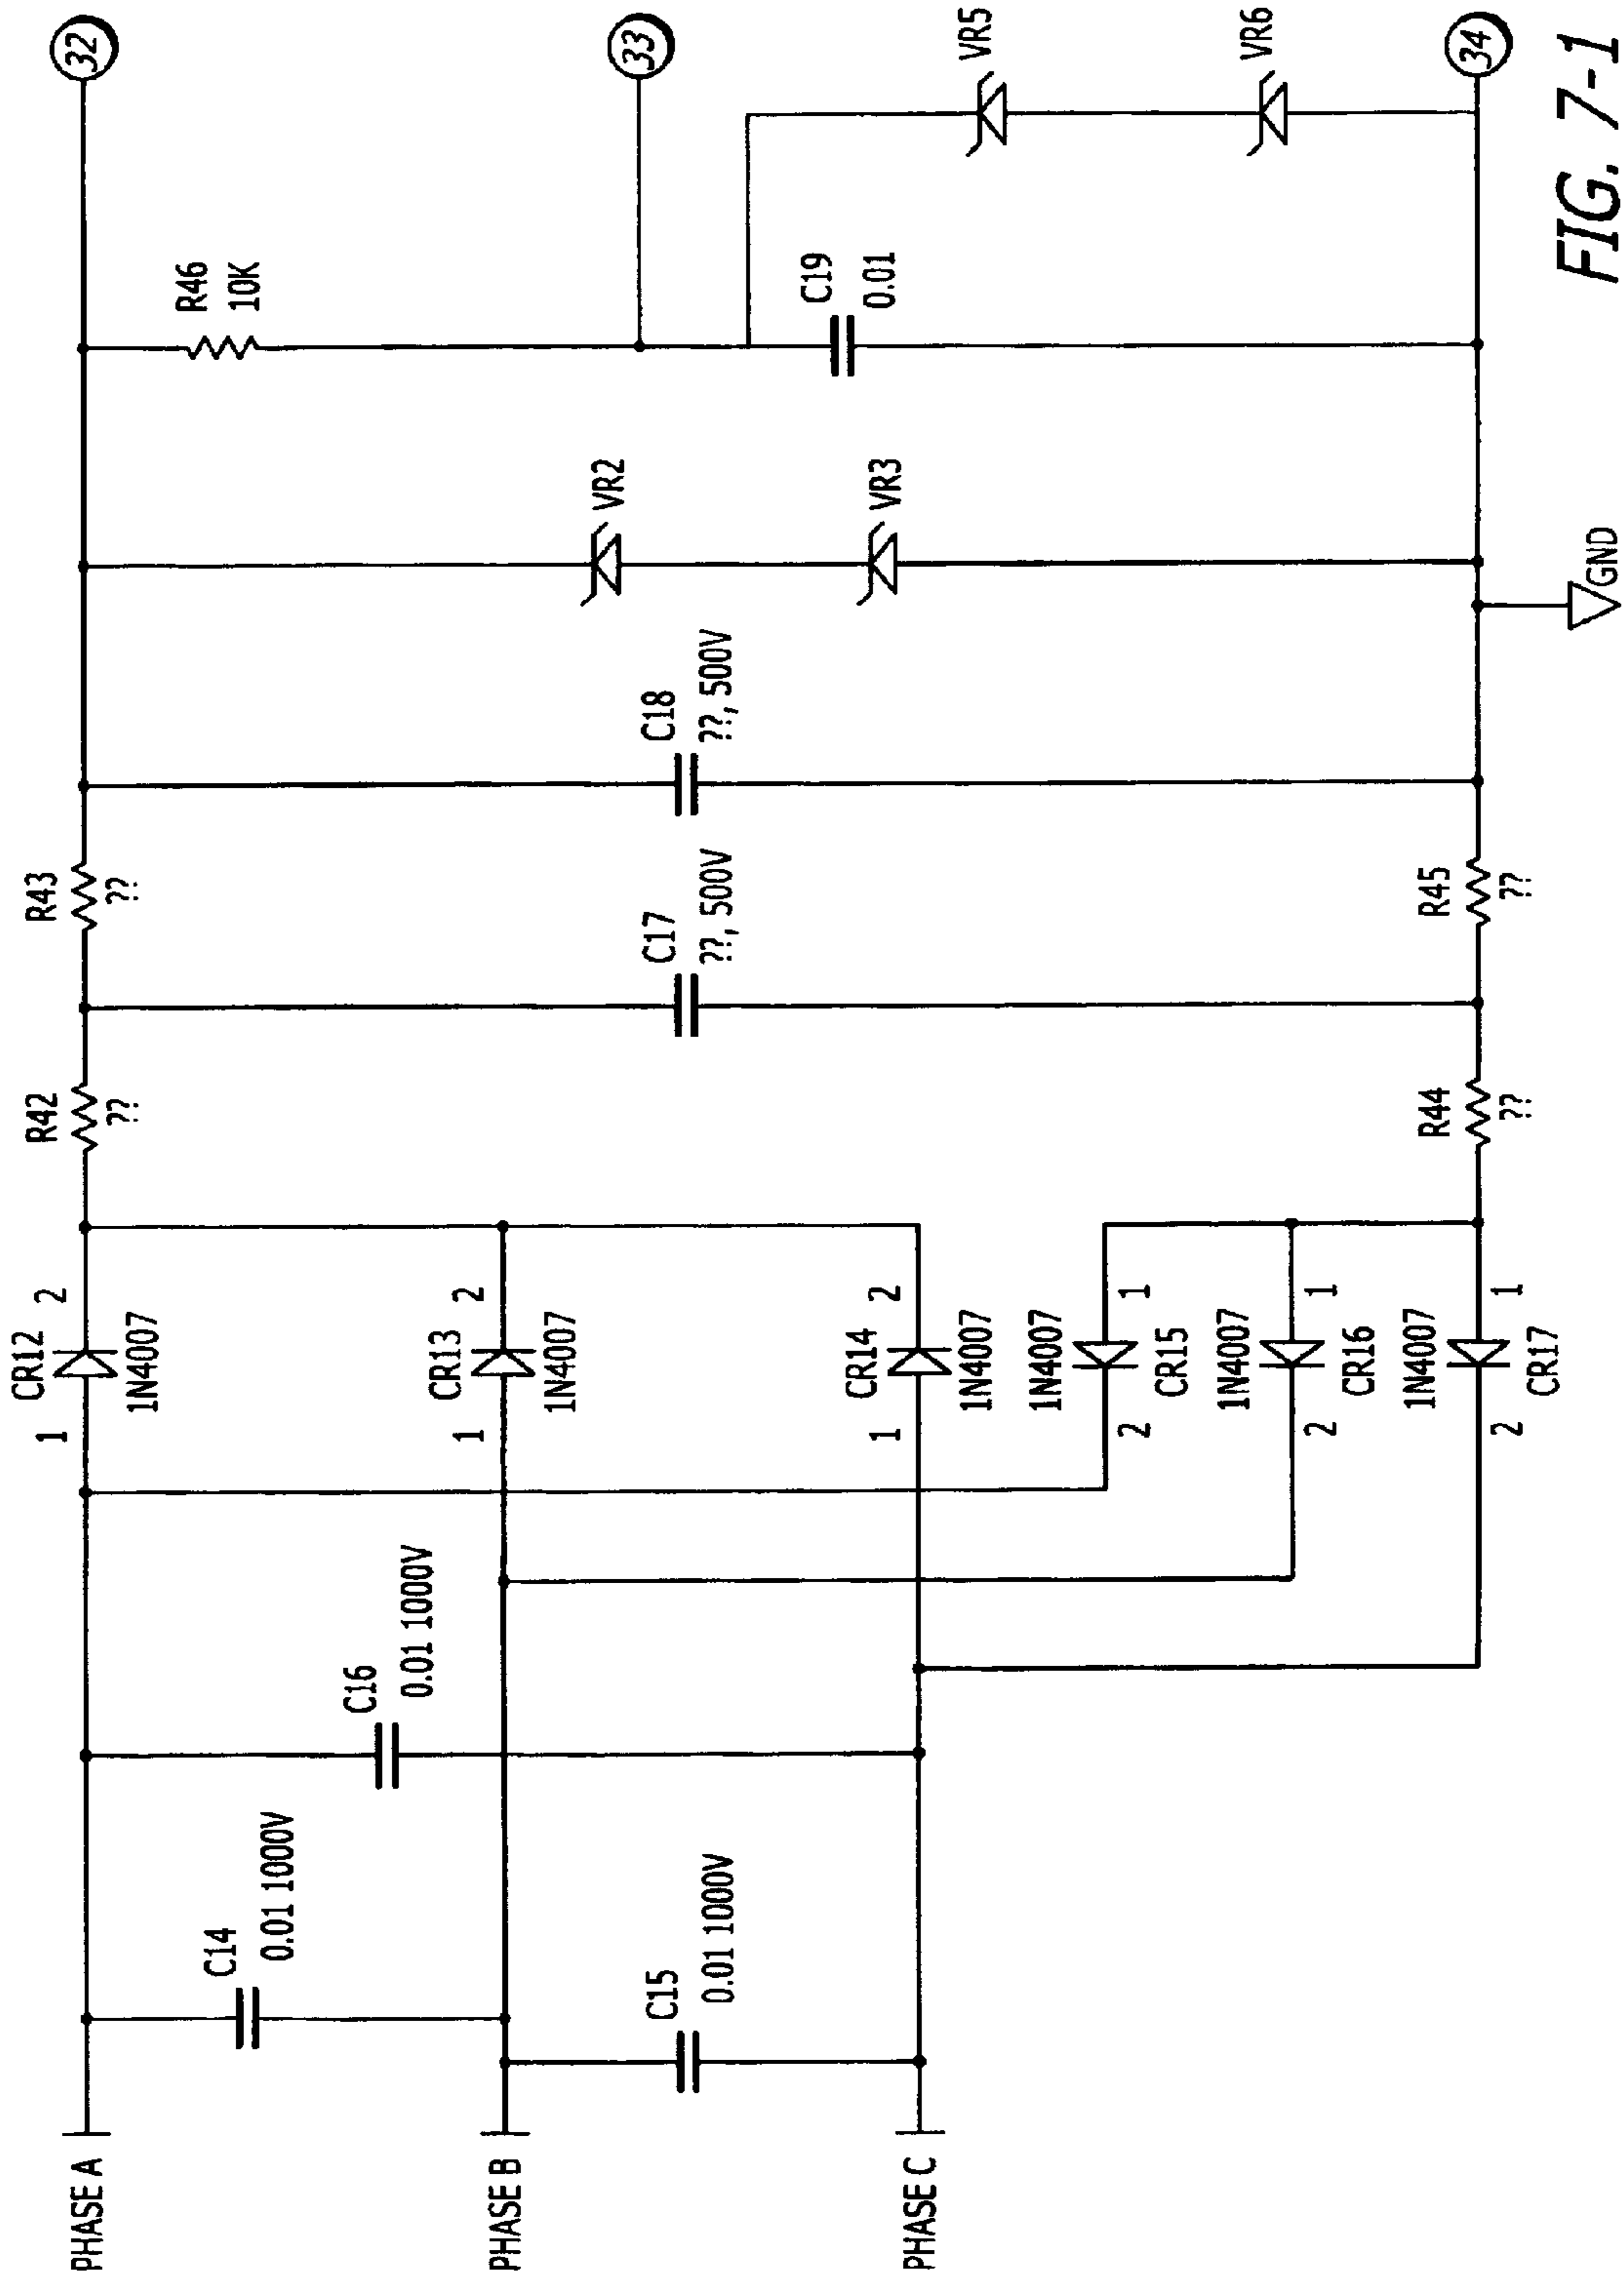 PHASE A
PHASE B
PHASE C
C14
0.01 1000V
C15
0.01 1000V
C16
0.01 1000V
CR12
1
2
1N4007
CR13
1
2
1N4007
CR14
1
2
1N4007
1N4007
2
1
CR15
1N4007
2
1
CR16
1N4007
2
1
CR17
R42
??
R43
??
R44
??
R45
??
C17
??, 500V
C18
??, 500V
VR2
VR3
GND
R46
10K
C19
0.01
VR5
VR6
32
33
34
FIG. 7-1